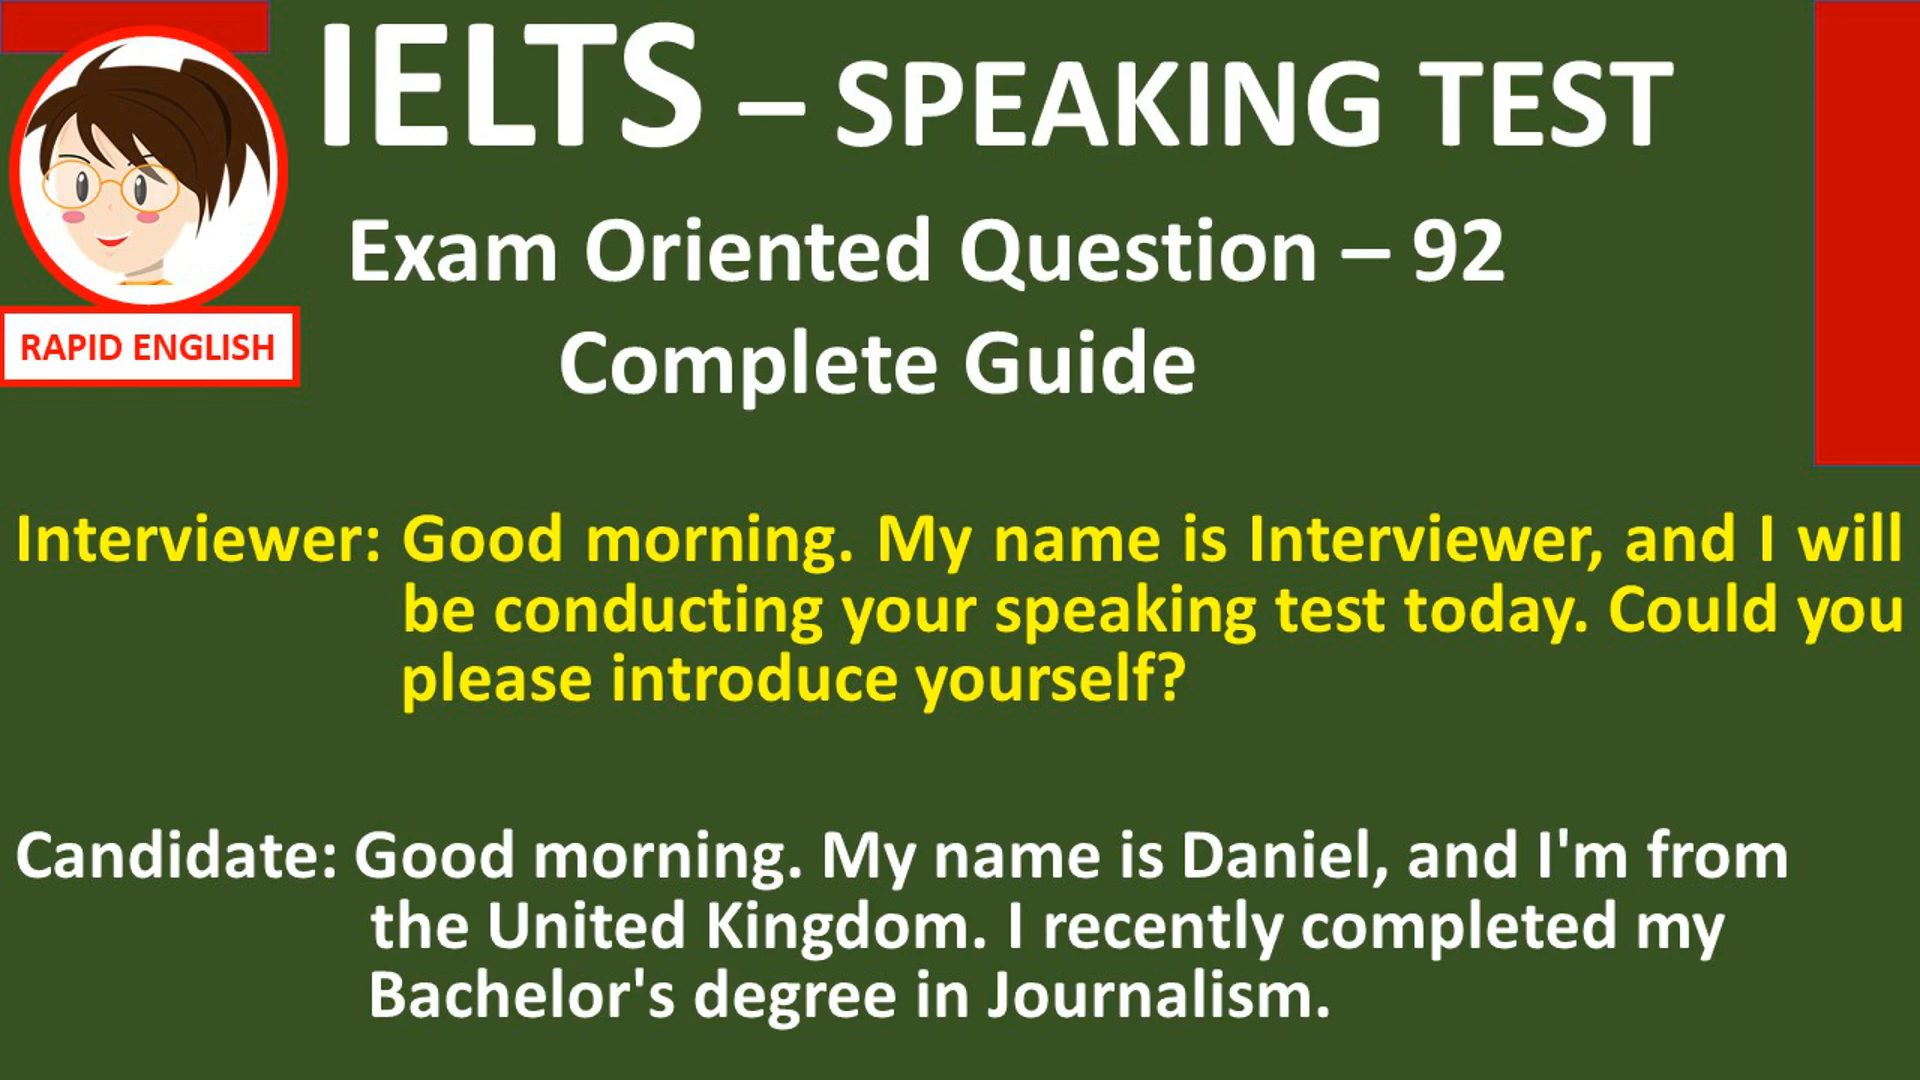 IELTS – SPEAKING TEST
Exam Oriented Question – 92
Complete Guide
RAPID ENGLISH
Interviewer: Good morning. My name is Interviewer, and I will
be conducting your speaking test today. Could you
please introduce yourself?
Candidate: Good morning. My name is Daniel, and I'm from
the United Kingdom. I recently completed my
Bachelor's degree in Journalism.